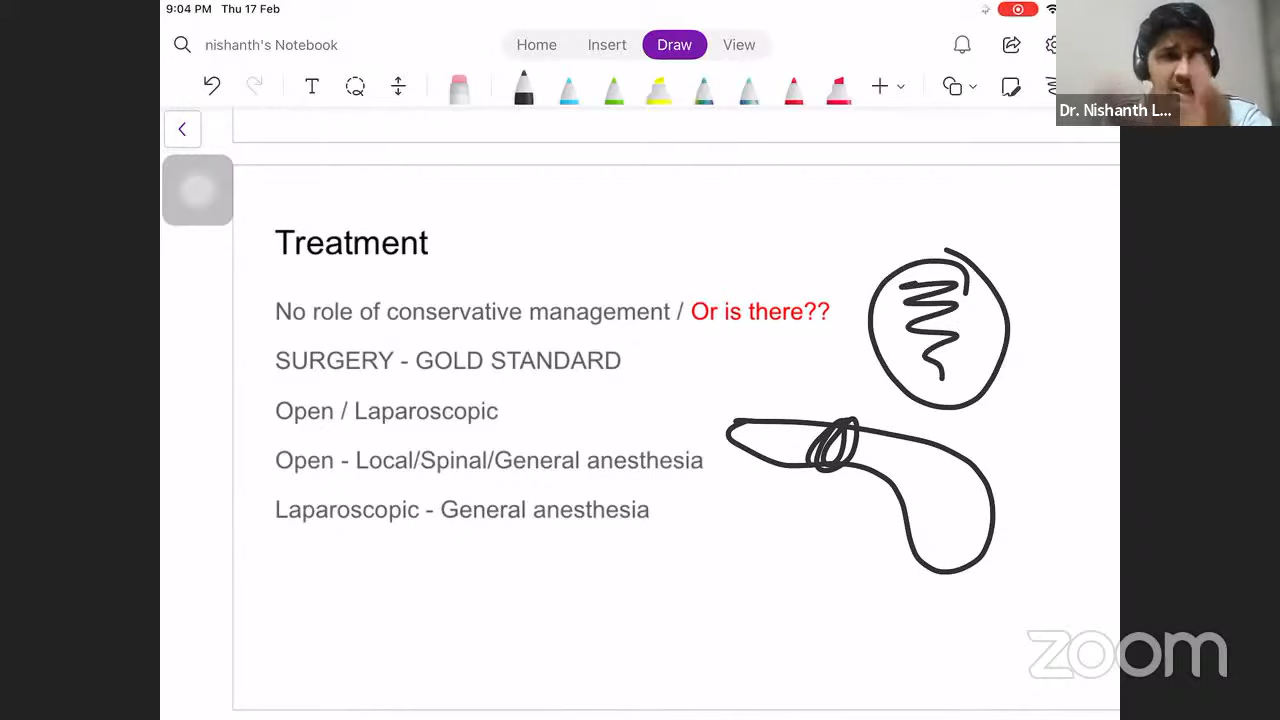 9:04 PM Thu 17 Feb
nishanth's Notebook
Home Insert Draw View
T
Dr. Nishanth L...
Treatment
No role of conservative management / Or is there??
SURGERY - GOLD STANDARD
Open / Laparoscopic
Open - Local/Spinal/General anesthesia
Laparoscopic - General anesthesia
zoom